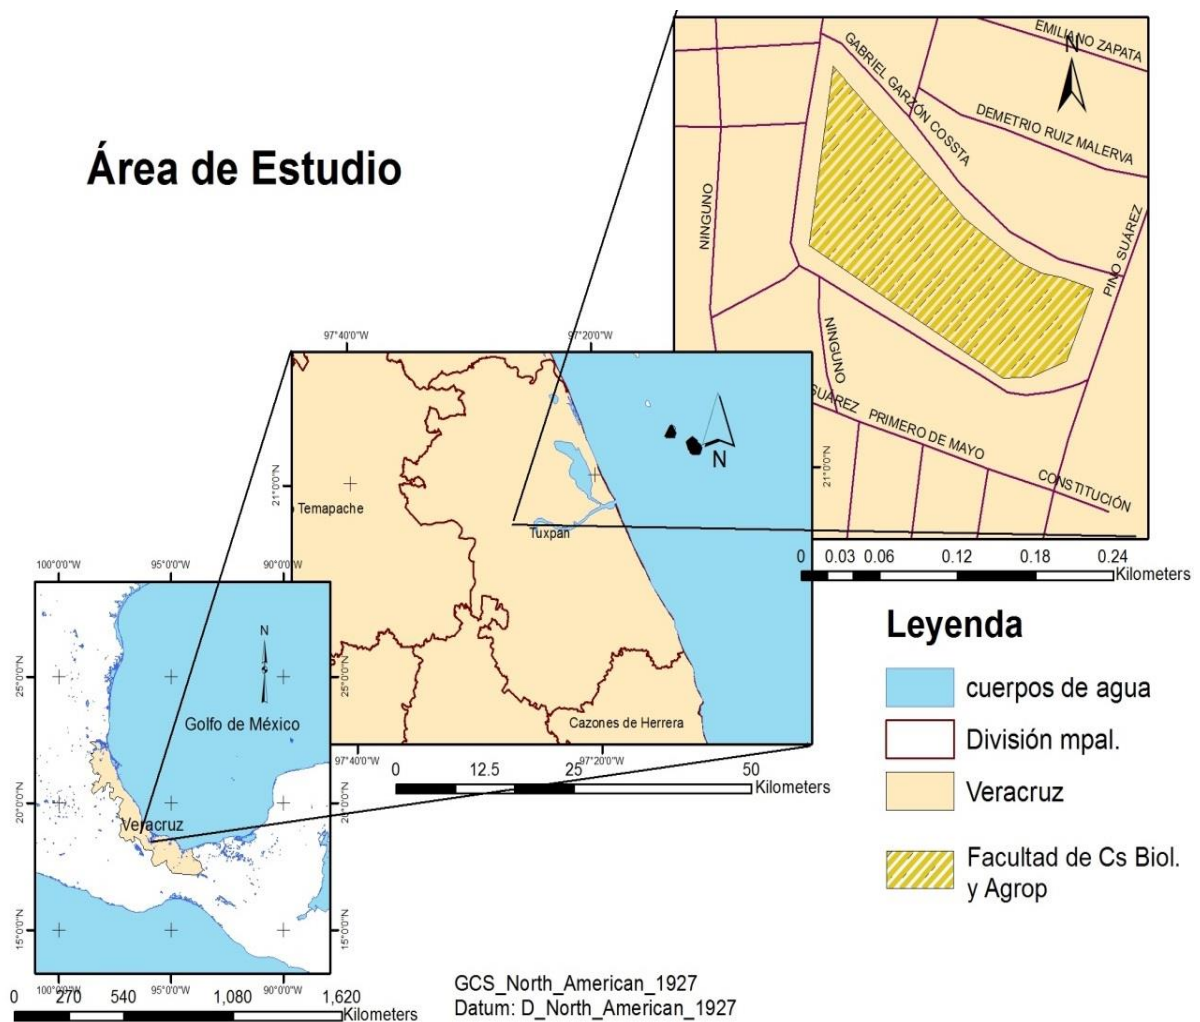 Área de Estudio
EMILIANO ZAPATA
N
GABRIEL GARZÓN COSSTA
DEMETRIO RUIZ MALERVA
NINGUNO
PINO SUÁREZ
NINGUNO
SUÁREZ
PRIMERO DE MAYO
CONSTITUCIÓN
0 0.03 0.06 0.12 0.18 0.24
Kilometers
97°40'0"W 97°20'0"W
21°0'0"N
21°0'0"N
N
Temapache
Tuxpan
Cazones de Herrera
97°40'0"W 97°20'0"W
0 12.5 25 50
Kilometers
100°0'0"W 95°0'0"W 90°0'0"W
N
25°0'0"N
25°0'0"N
Golfo de México
20°0'0"N
20°0'0"N
Veracruz
15°0'0"N
15°0'0"N
100°0'0"W 95°0'0"W 90°0'0"W
0 270 540 1,080 1,620
Kilometers
Leyenda
cuerpos de agua
División mpal.
Veracruz
Facultad de Cs Biol.
y Agrop
GCS_North_American_1927
Datum: D_North_American_1927